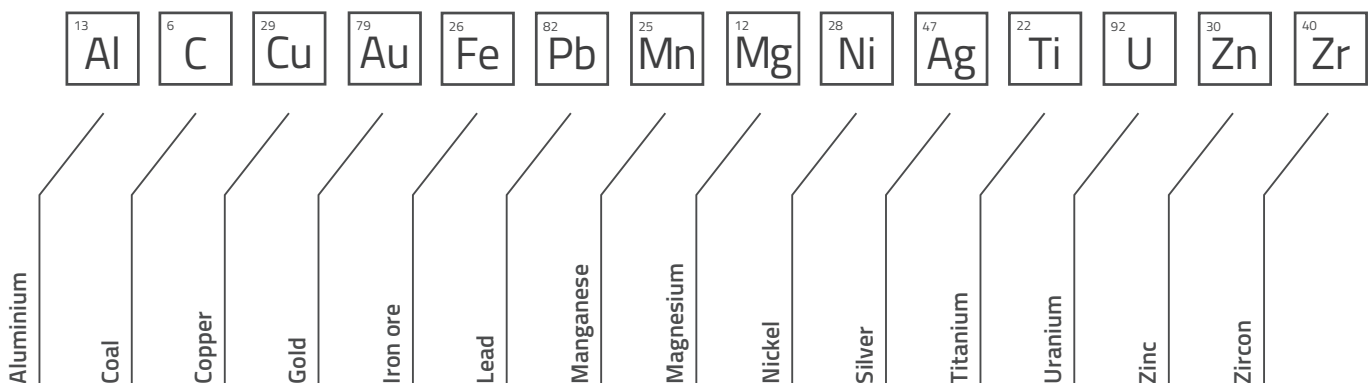 13 6 29 79 26 82 25 12 28 47 22 92 30 40
Al C Cu Au Fe Pb Mn Mg Ni Ag Ti U Zn Zr
Aluminium
Coal
Copper
Gold
Iron ore
Lead
Manganese
Magnesium
Nickel
Silver
Titanium
Uranium
Zinc
Zircon